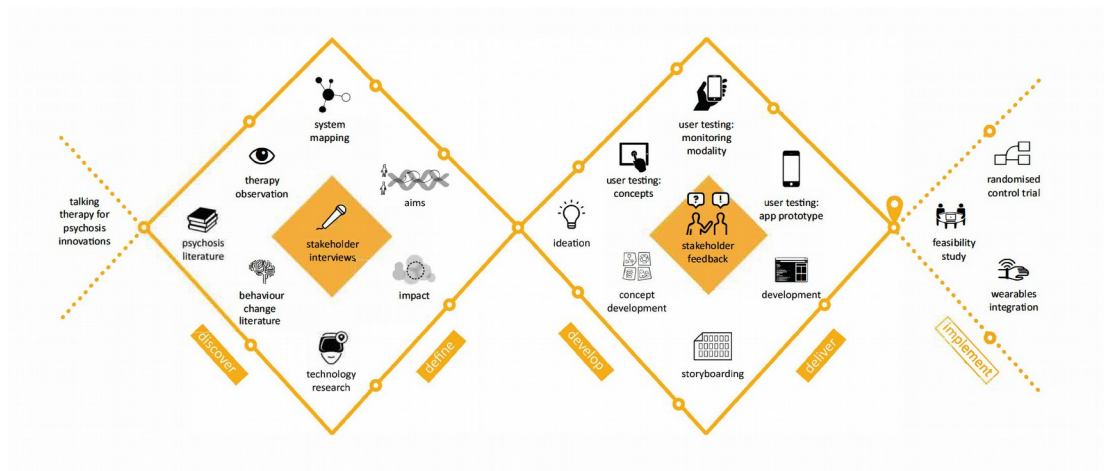 talking
therapy for
psychosis
innovations
system
mapping
therapy
observation
psychosis
literature
behaviour
change
literature
technology
research
stakeholder
interviews
aims
impact
discover
define
ideation
user testing:
concepts
concept
development
user testing:
monitoring
modality
stakeholder
feedback
?
!
user testing:
app prototype
development
storyboarding
develop
deliver
randomised
control trial
feasibility
study
wearables
integration
implement